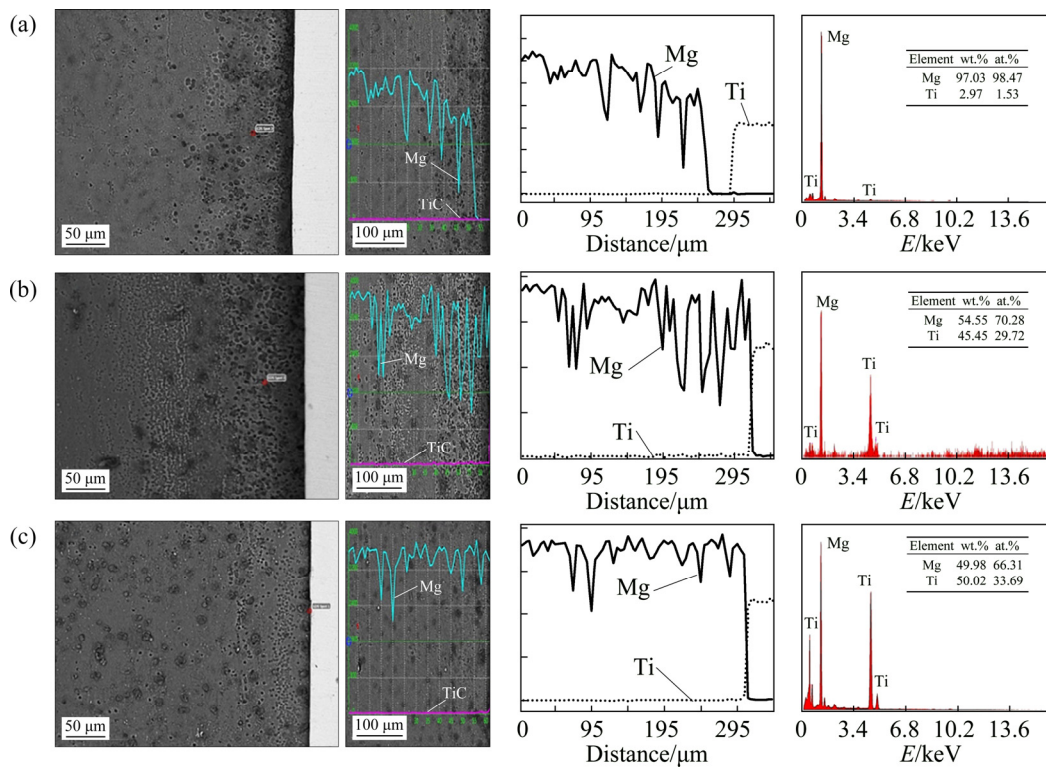 (a)
50 μm
Mg
TiC
100 μm
Mg
Ti
0 95 195 295
Distance/μm
Mg
Element wt.% at.%
Mg 97.03 98.47
Ti 2.97 1.53
Ti
Ti
0 3.4 6.8 10.2 13.6
E/keV
(b)
50 μm
Mg
TiC
100 μm
Mg
Ti
0 95 195 295
Distance/μm
Mg
Element wt.% at.%
Mg 54.55 70.28
Ti 45.45 29.72
Ti
Ti
0 3.4 6.8 10.2 13.6
E/keV
(c)
50 μm
Mg
TiC
100 μm
Mg
Ti
0 95 195 295
Distance/μm
Mg
Element wt.% at.%
Mg 49.98 66.31
Ti 50.02 33.69
Ti
Ti
0 3.4 6.8 10.2 13.6
E/keV